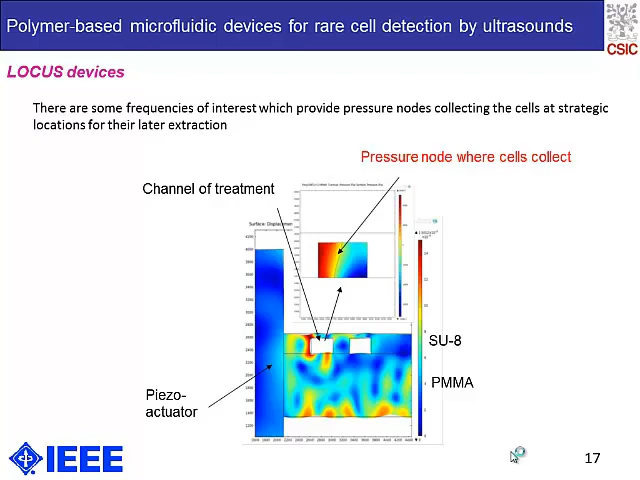 Polymer-based microfluidic devices for rare cell detection by ultrasounds
CSIC
LOCUS devices
There are some frequencies of interest which provide pressure nodes collecting the cells at strategic
locations for their later extraction
Pressure node where cells collect
Channel of treatment
SU-8
PMMA
Piezo-
actuator
IEEE
17